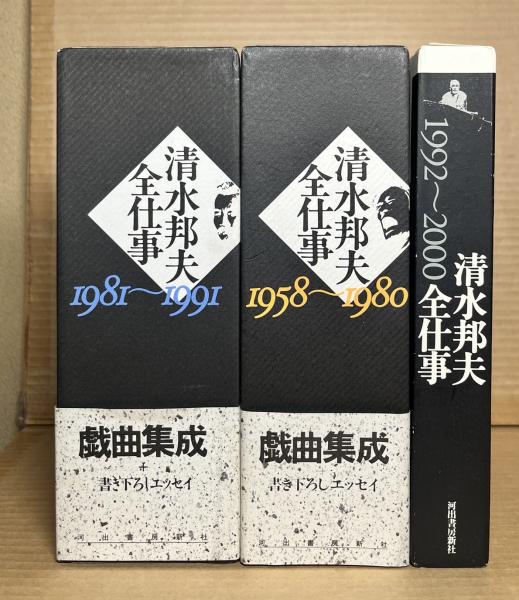 清水邦夫
全仕事
1981〜1991
戯曲集成
+
書き下ろしエッセイ
河出書房新社
清水邦夫
全仕事
1958〜1980
戯曲集成
+
書き下ろしエッセイ
河出書房新社
1992〜2000
清水邦夫
全仕事
河出書房新社